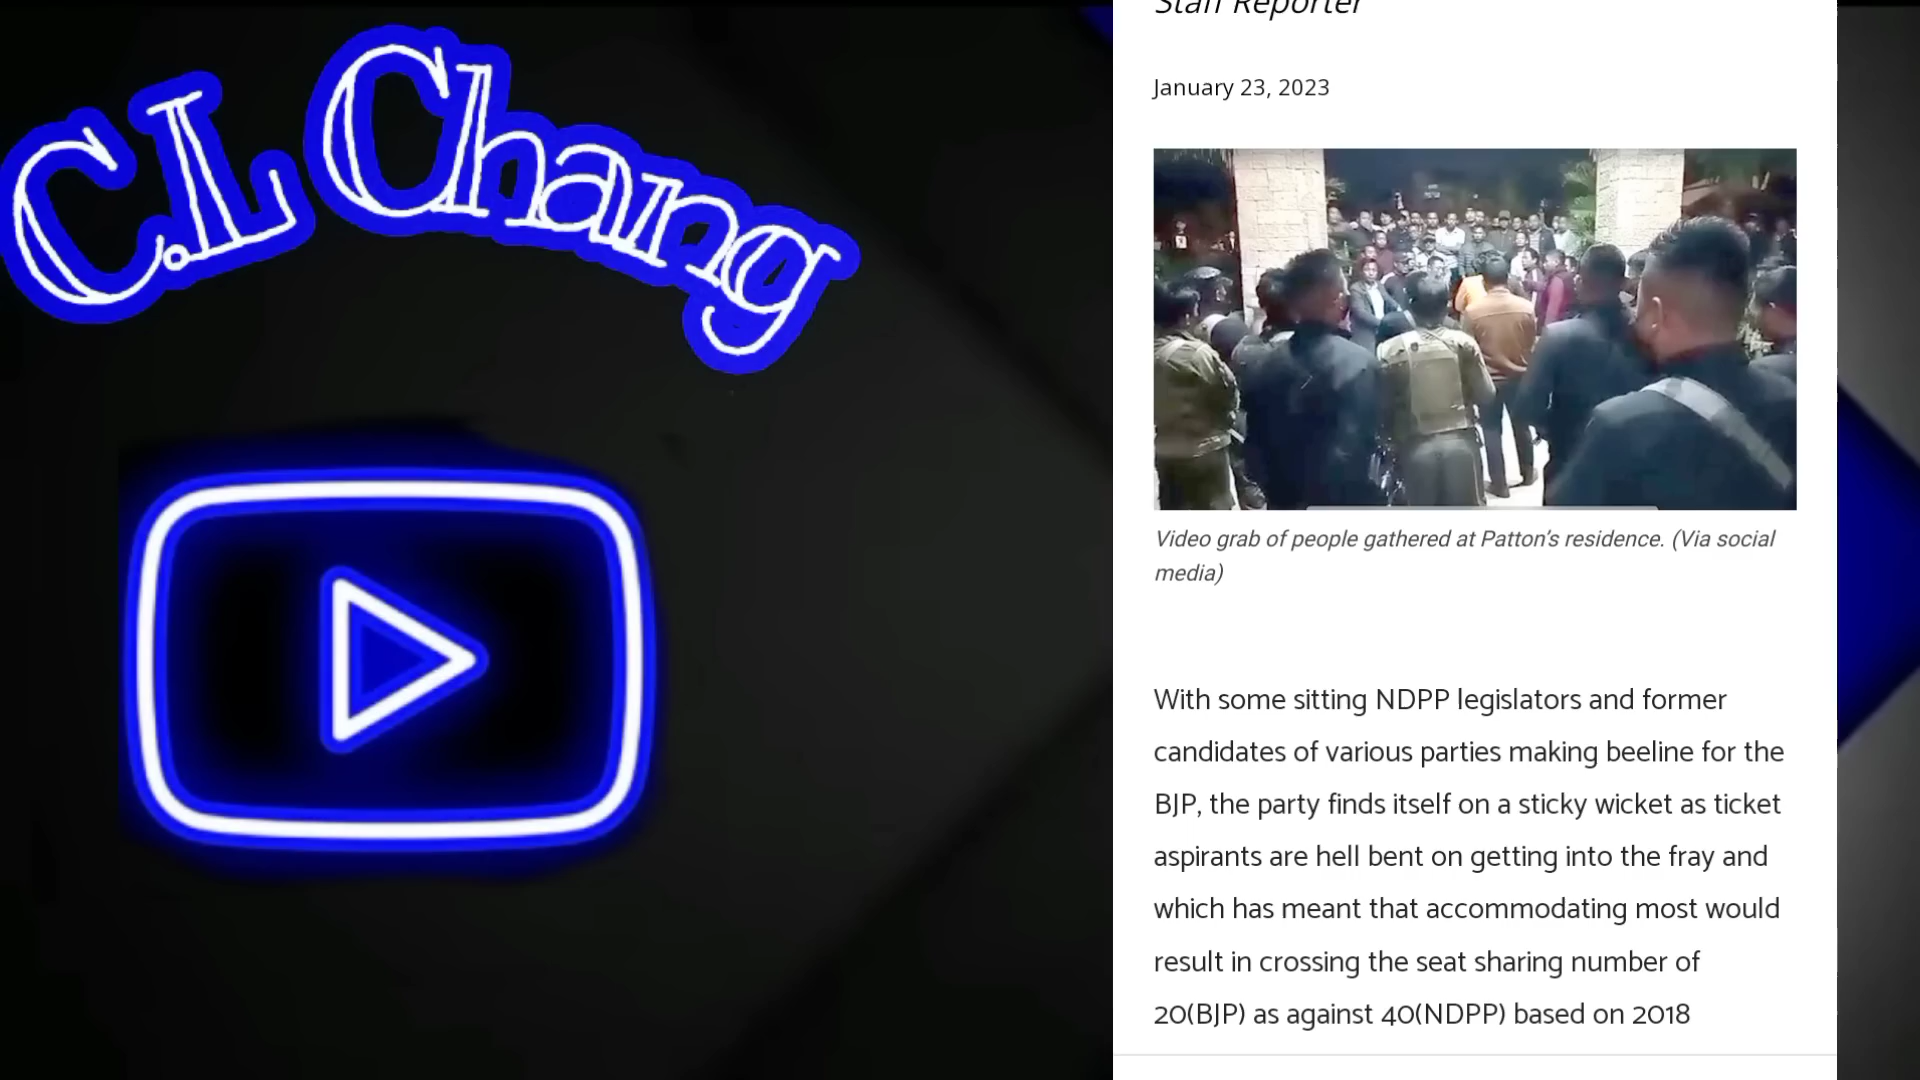 C.L Chang
Staff Reporter
January 23, 2023
Video grab of people gathered at Patton's residence. (Via social
media)
With some sitting NDPP legislators and former
candidates of various parties making beeline for the
BJP, the party finds itself on a sticky wicket as ticket
aspirants are hell bent on getting into the fray and
which has meant that accommodating most would
result in crossing the seat sharing number of
20(BJP) as against 40(NDPP) based on 2018